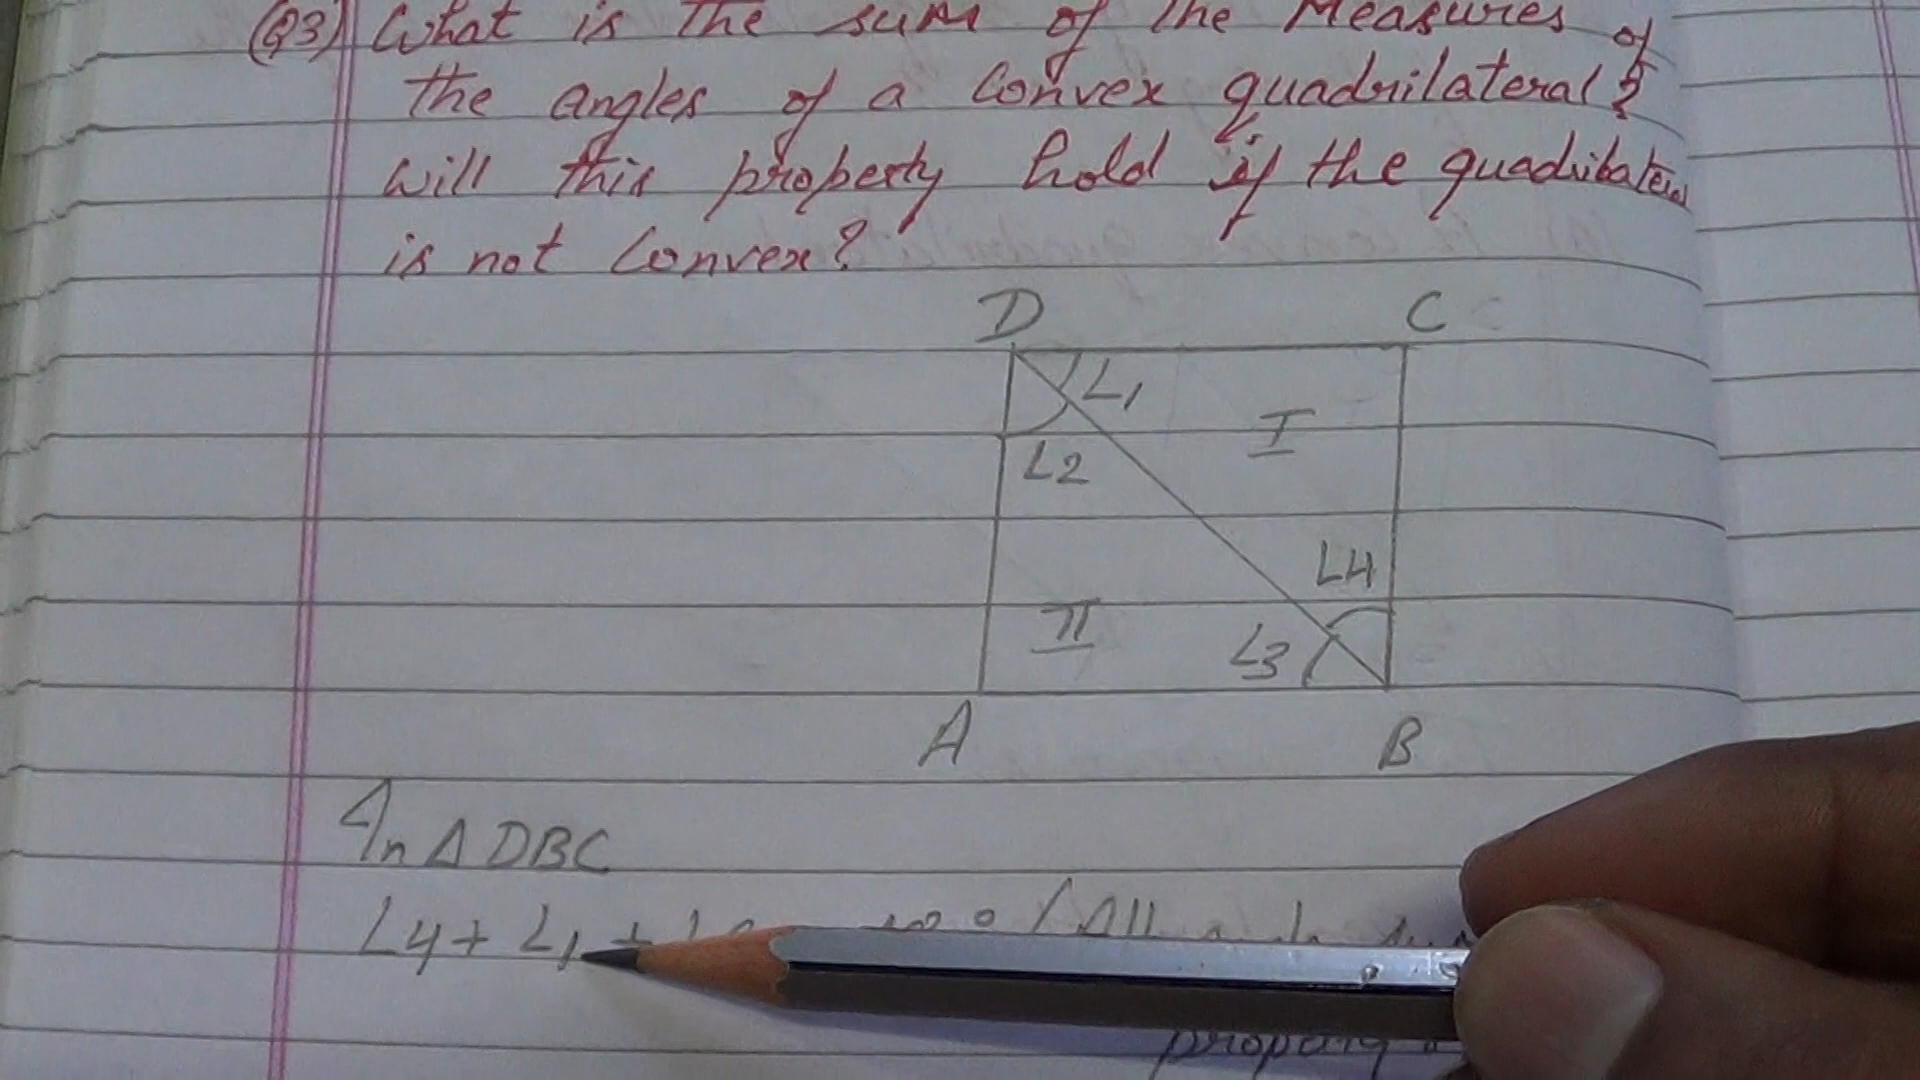 Q3) What is the sum of the Measures of
the angles of a Convex quadrilateral?
Will this property hold if the quadrilateral
is not Convex?
D C
∠1
I
∠2
∠4
II
∠3
A B
In Δ DBC
∠4 + ∠1 +
(All